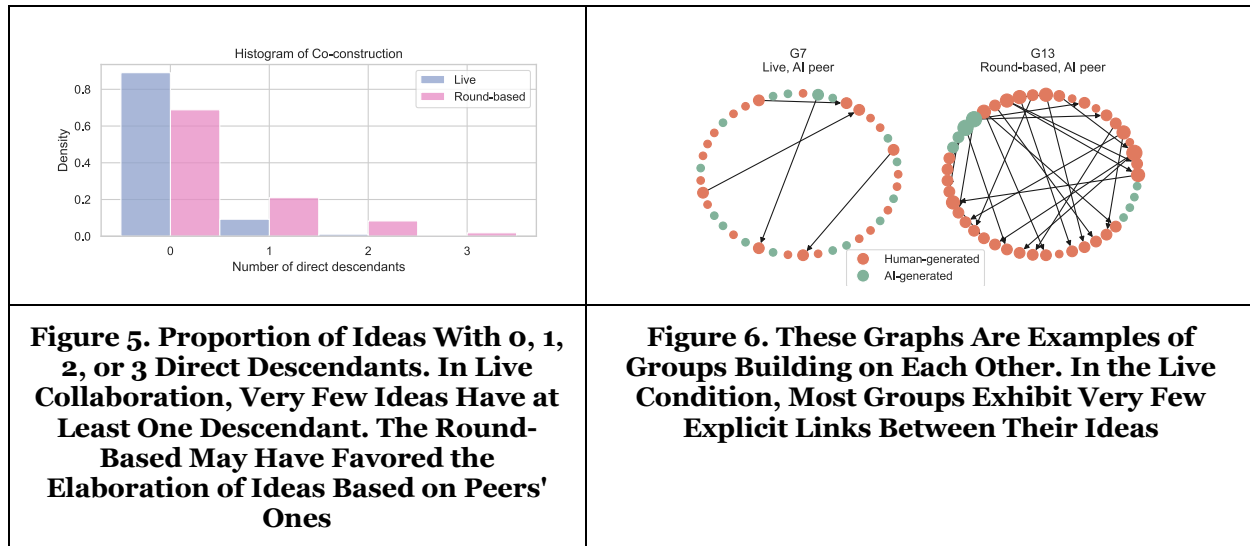 Histogram of Co-construction
Live
Round-based
Density
0.8
0.6
0.4
0.2
0.0
0
1
2
3
Number of direct descendants
G7
Live, AI peer
G13
Round-based, AI peer
Human-generated
AI-generated
Figure 5. Proportion of Ideas With 0, 1,
2, or 3 Direct Descendants. In Live
Collaboration, Very Few Ideas Have at
Least One Descendant. The Round-
Based May Have Favored the
Elaboration of Ideas Based on Peers'
Ones
Figure 6. These Graphs Are Examples of
Groups Building on Each Other. In the Live
Condition, Most Groups Exhibit Very Few
Explicit Links Between Their Ideas